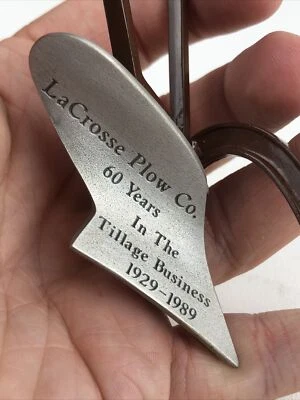 LaCrosse Plow Co.
60 Years
In The
Tillage Business
1929-1989